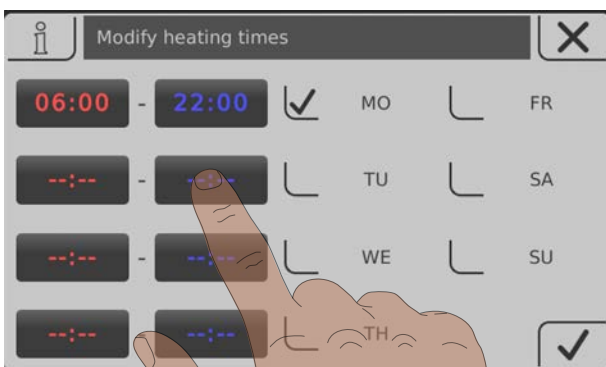 Modify heating times
06:00 - 22:00 MO FR
--:-- - --:-- TU SA
--:-- - --:-- WE SU
--:-- - --:-- TH